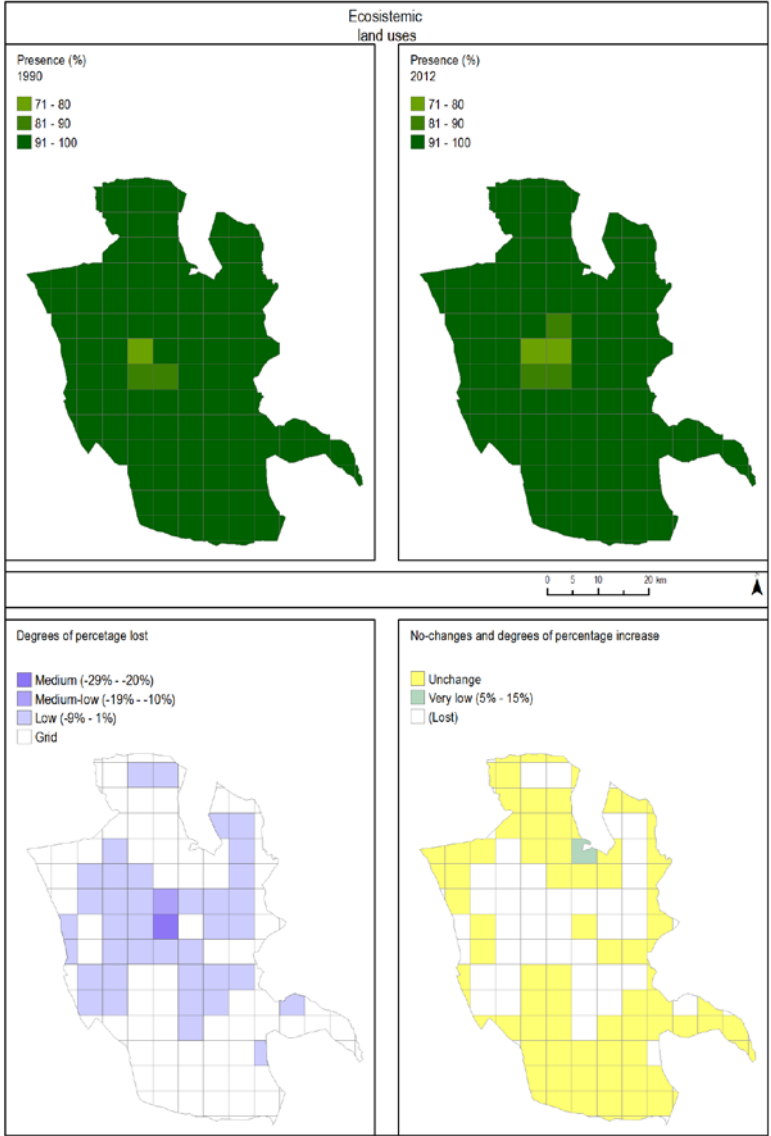 Ecosistemic
land uses
Presence (%)
1990
71 - 80
81 - 90
91 - 100
Presence (%)
2012
71 - 80
81 - 90
91 - 100
0 5 10 20 km
Degrees of percetage lost
Medium (-29% - -20%)
Medium-low (-19% - -10%)
Low (-9% - 1%)
Grid
No-changes and degrees of percentage increase
Unchange
Very low (5% - 15%)
(Lost)